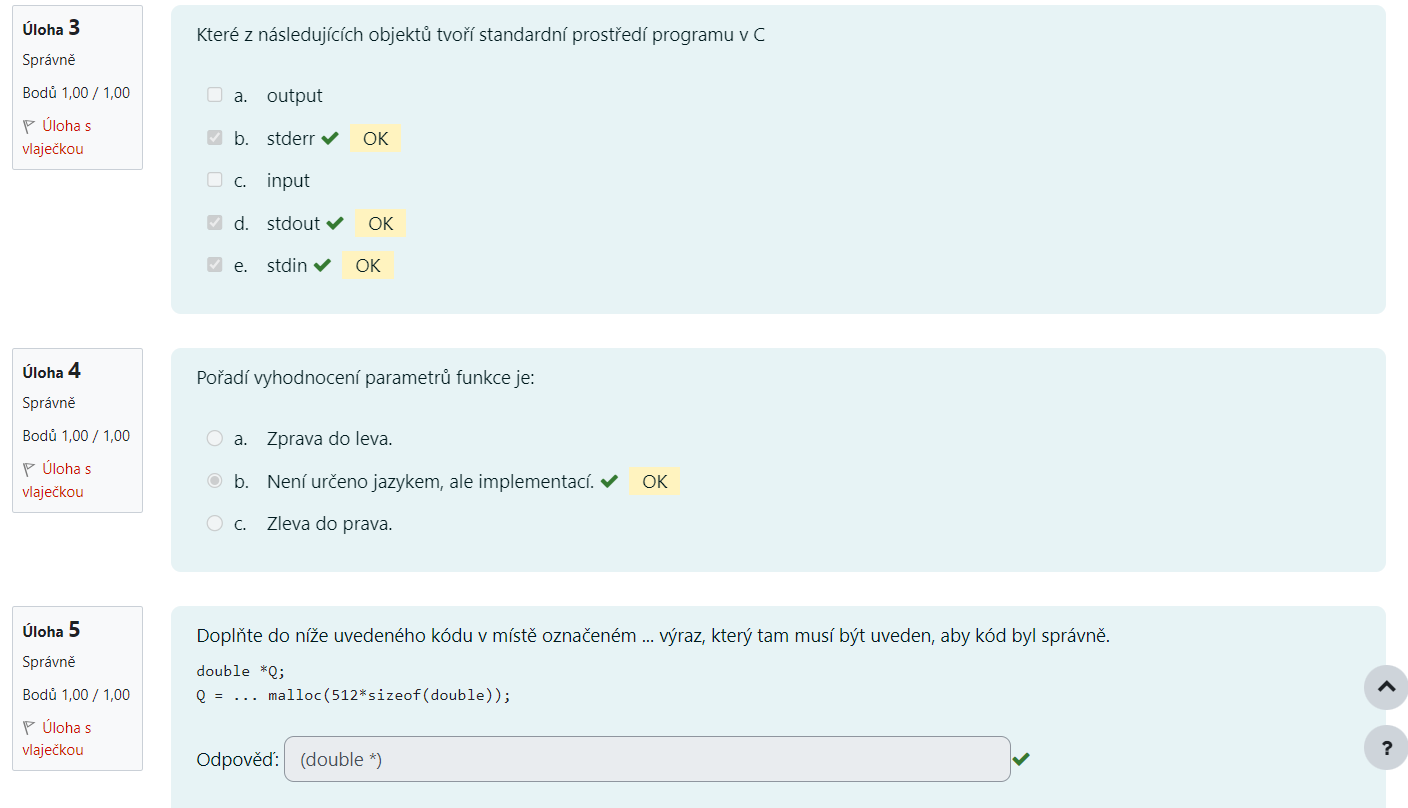 Úloha 3
Správně
Bodů 1,00 / 1,00
Úloha s
vlaječkou
Které z následujících objektů tvoří standardní prostředí programu v C
a. output
b. stderr OK
c. input
d. stdout OK
e. stdin OK
Úloha 4
Správně
Bodů 1,00 / 1,00
Úloha s
vlaječkou
Pořadí vyhodnocení parametrů funkce je:
a. Zprava do leva.
b. Není určeno jazykem, ale implementací. OK
c. Zleva do prava.
Úloha 5
Správně
Bodů 1,00 / 1,00
Úloha s
vlaječkou
Doplňte do níže uvedeného kódu v místě označeném ... výraz, který tam musí být uveden, aby kód byl správně.
double *Q;
Q = ... malloc(512*sizeof(double));
Odpověď: (double *)
?